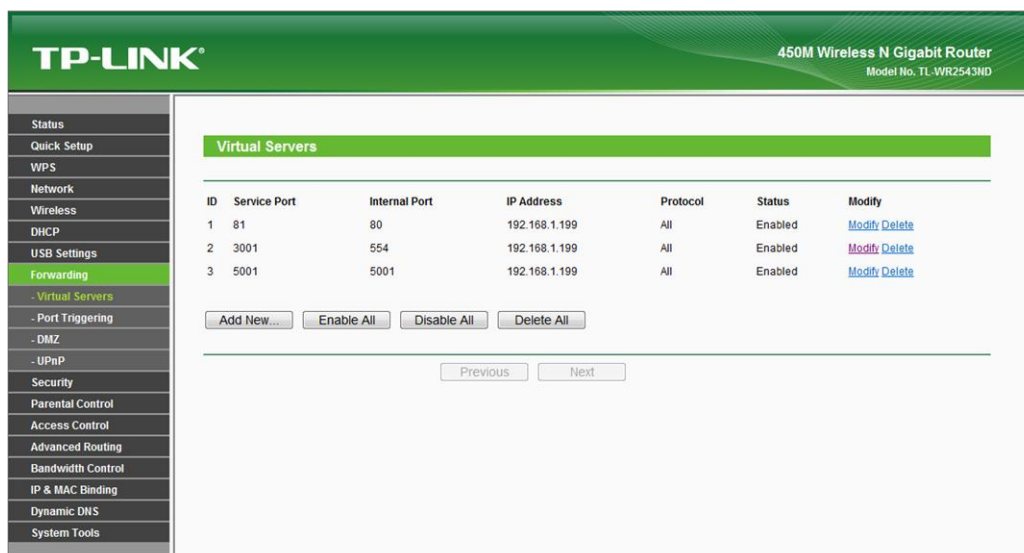 TP-LINK®
450M Wireless N Gigabit Router
Model No. TL-WR2543ND
Status
Quick Setup
WPS
Network
Wireless
DHCP
USB Settings
Forwarding
- Virtual Servers
- Port Triggering
- DMZ
- UPnP
Security
Parental Control
Access Control
Advanced Routing
Bandwidth Control
IP & MAC Binding
Dynamic DNS
System Tools
Virtual Servers
ID Service Port Internal Port IP Address Protocol Status Modify
1 81 80 192.168.1.199 All Enabled Modify Delete
2 3001 554 192.168.1.199 All Enabled Modify Delete
3 5001 5001 192.168.1.199 All Enabled Modify Delete
Add New... Enable All Disable All Delete All
Previous Next